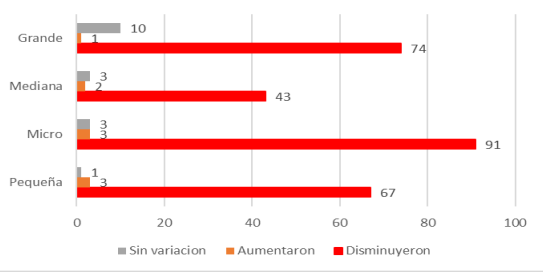 10
Grande
1
74
3
Mediana
2
43
3
Micro
3
91
1
Pequeña
3
67
0 20 40 60 80 100
Sin variacion Aumentaron Disminuyeron